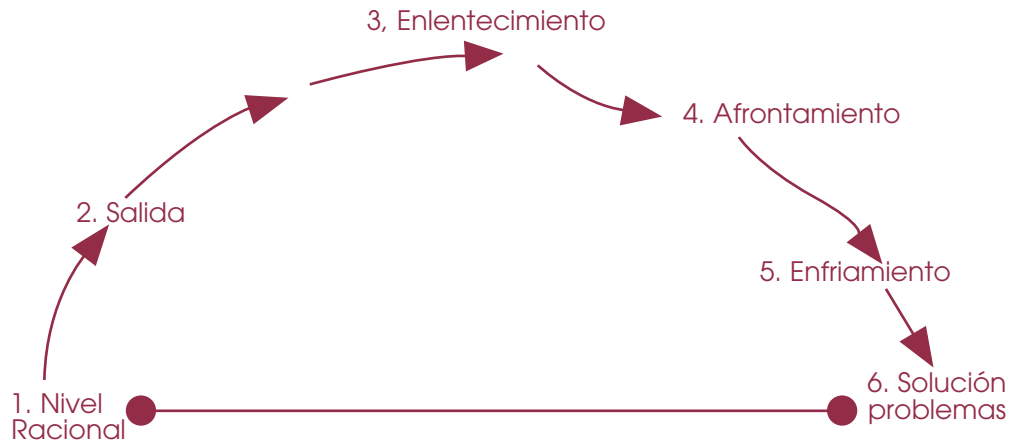 3, Enlentecimiento
4. Afrontamiento
2. Salida
5. Enfriamiento
1. Nivel
Racional
6. Solución
problemas